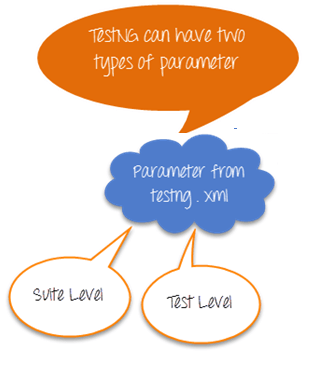 TestNG can have two
types of parameter
Parameter from
testng . xml
Suite Level
Test Level